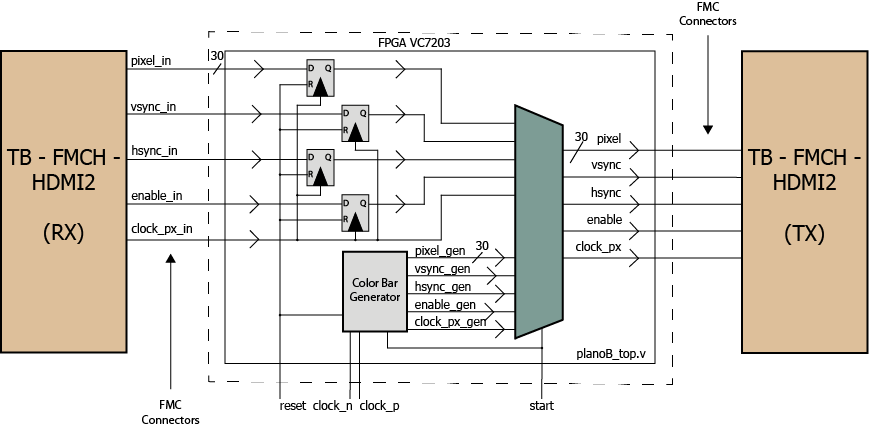 FMC
Connectors
FPGA VC7203
TB - FMCH -
HDMI2
(RX)
pixel_in
30
vsync_in
hsync_in
enable_in
clock_px_in
D Q
R
D Q
R
D Q
R
D Q
R
30
pixel
vsync
hsync
enable
clock_px
TB - FMCH -
HDMI2
(TX)
Color Bar
Generator
pixel_gen
30
vsync_gen
hsync_gen
enable_gen
clock_px_gen
planoB_top.v
FMC
Connectors
reset clock_n clock_p start